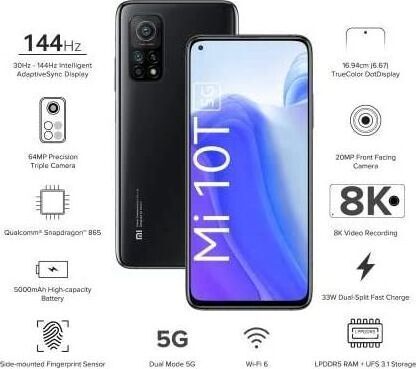 144Hz
30Hz - 144Hz Intelligent
AdaptiveSync Display
16.94cm (6.67)
TrueColor DotDisplay
64MP Precision
Triple Camera
20MP Front Facing
Camera
Mi 10T 5G
mi
8K
Qualcomm® Snapdragon™ 865
8K Video Recording
5000mAh High-capacity
Battery
33W Dual-Split Fast Charge
LPDDR5
Side-mounted Fingerprint Sensor
5G
Dual Mode 5G
Wi-Fi 6
LPDDR5 RAM + UFS 3.1 Storage